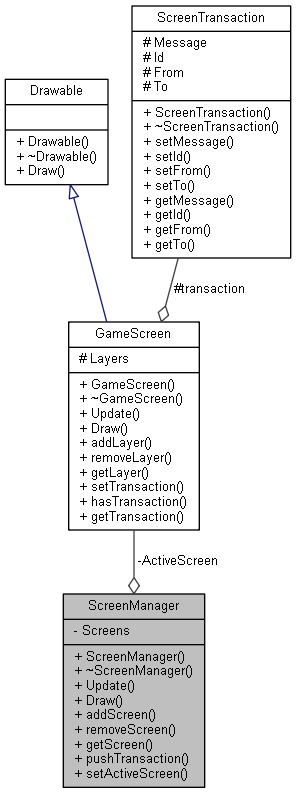 ScreenTransaction
# Message
# Id
# From
# To
+ ScreenTransaction()
+ ~ScreenTransaction()
+ setMessage()
+ setId()
+ setFrom()
+ setTo()
+ getMessage()
+ getId()
+ getFrom()
+ getTo()
Drawable
+ Drawable()
+ ~Drawable()
+ Draw()
#transaction
GameScreen
# Layers
+ GameScreen()
+ ~GameScreen()
+ Update()
+ Draw()
+ addLayer()
+ removeLayer()
+ getLayer()
+ setTransaction()
+ hasTransaction()
+ getTransaction()
-ActiveScreen
ScreenManager
- Screens
+ ScreenManager()
+ ~ScreenManager()
+ Update()
+ Draw()
+ addScreen()
+ removeScreen()
+ getScreen()
+ pushTransaction()
+ setActiveScreen()